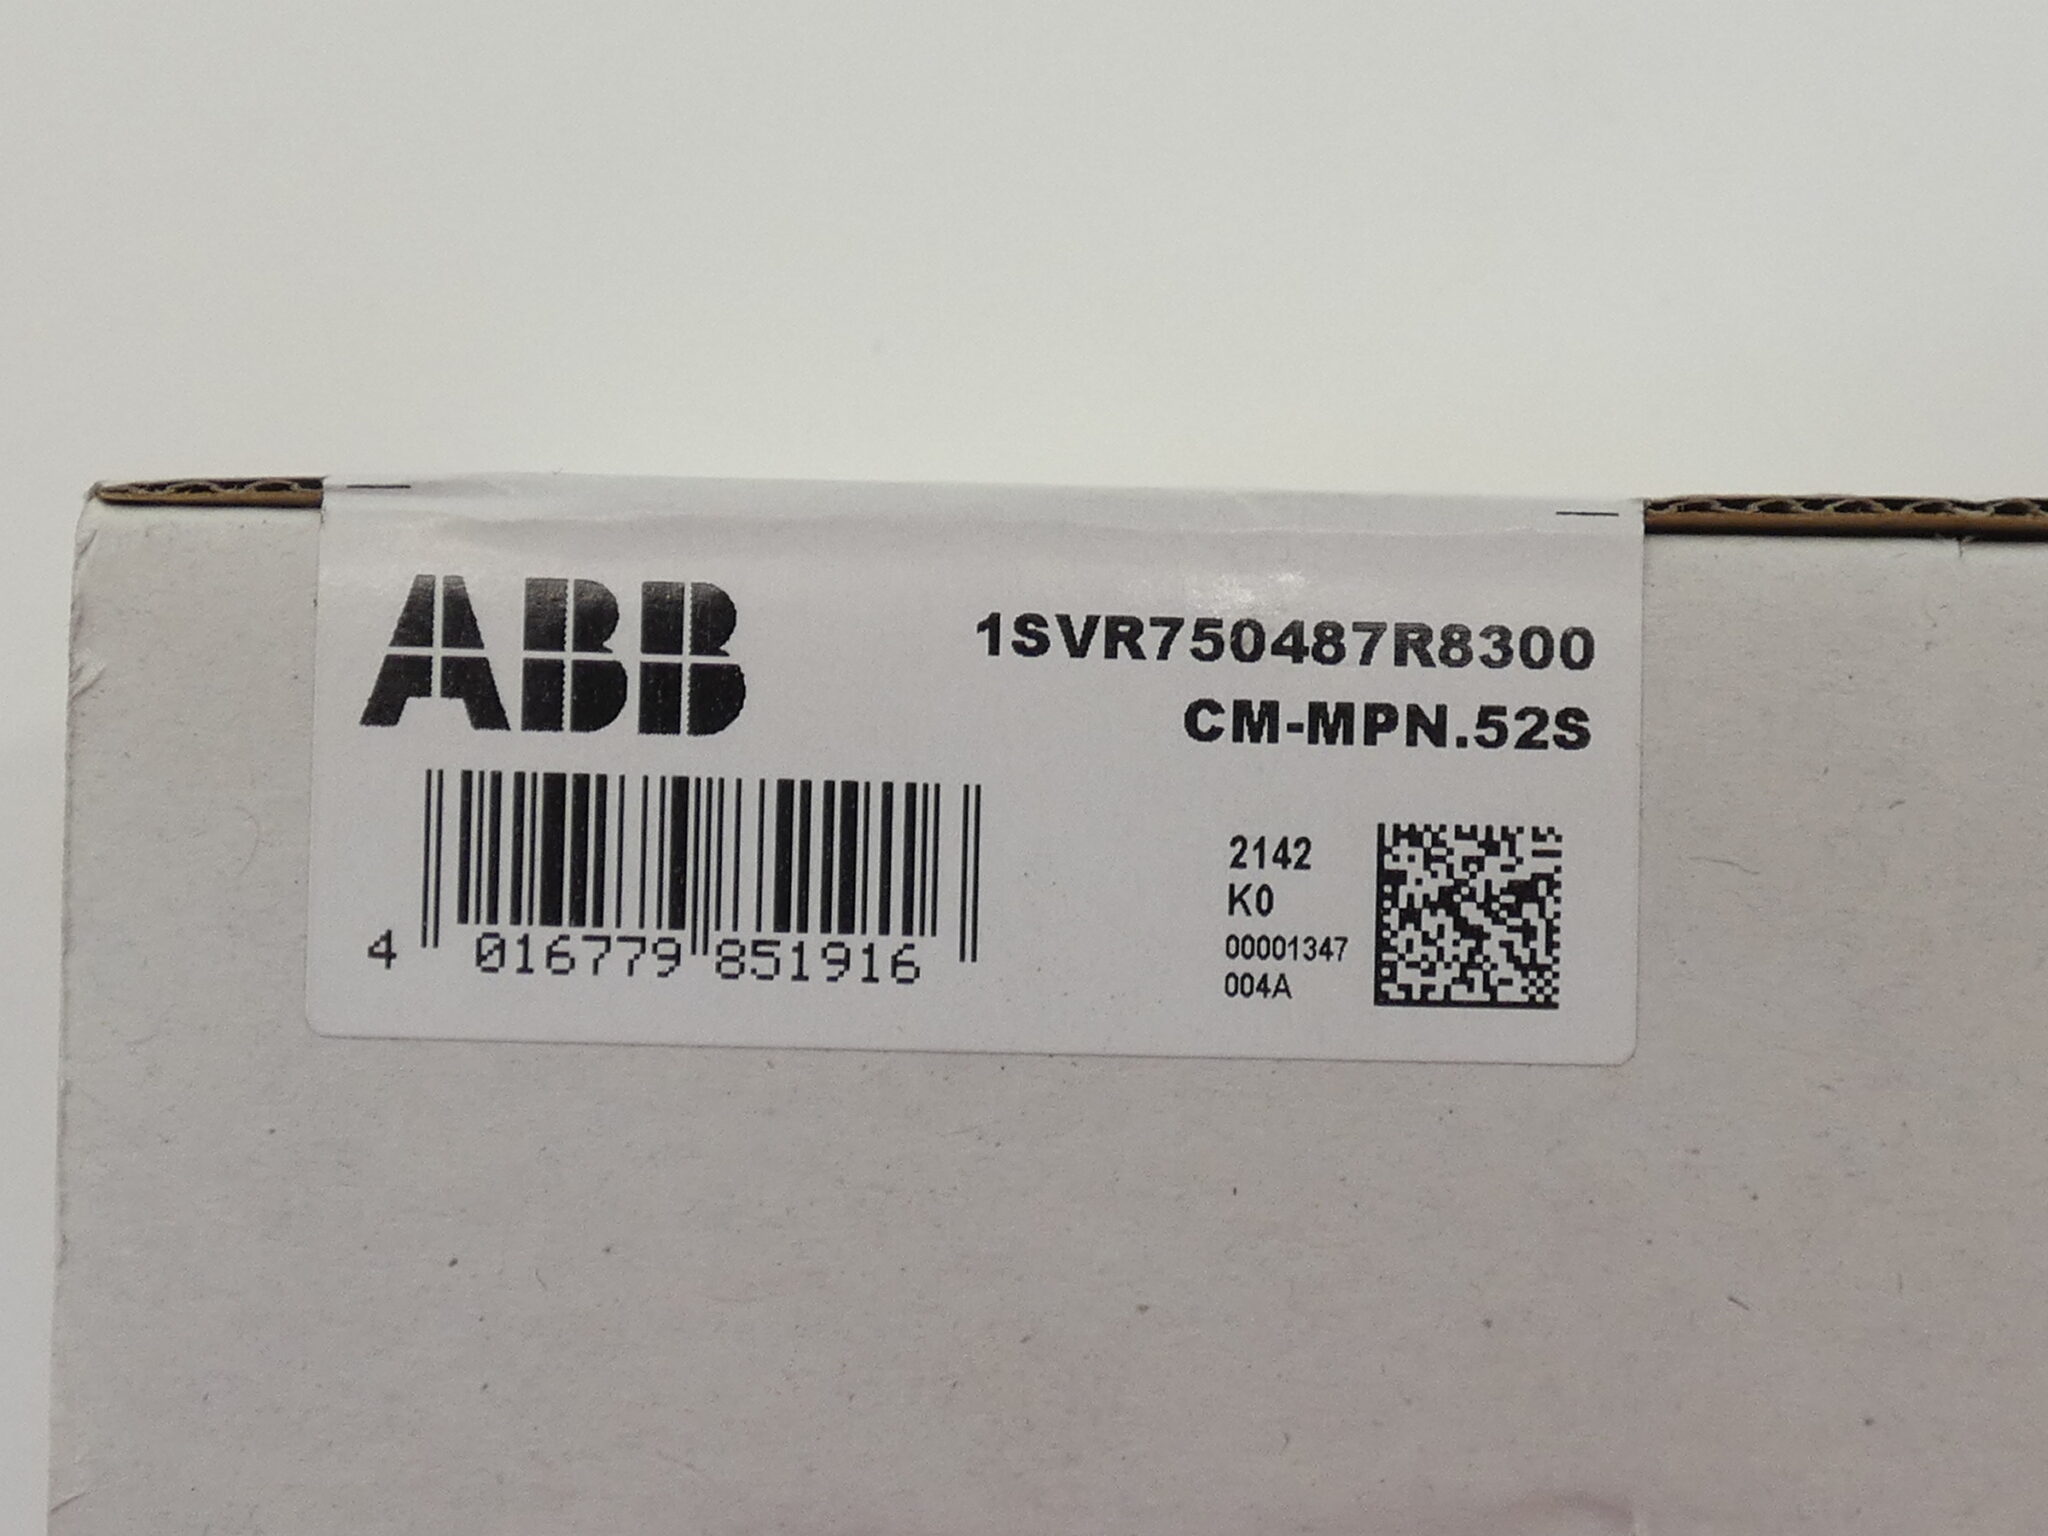 ABB
1SVR750487R8300
CM-MPN.52S
4 016779 851916
2142
K0
00001347
004A